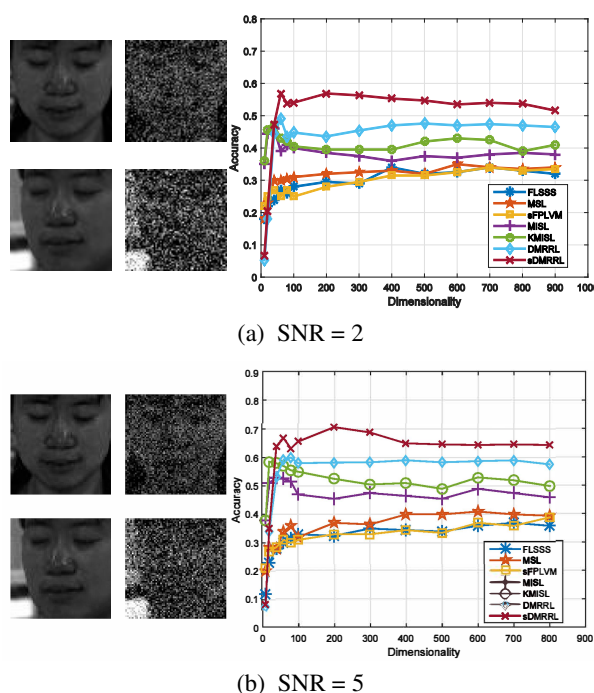 0.8
0.7
0.6
0.5
0.4
0.3
0.2
0.1
0
Accuracy
FLSSS
MSL
sFPLVM
MISL
KMISL
DMRRL
sDMRRL
0 100 200 300 400 500 600 700 800 900 1000
Dimensionality
(a) SNR = 2
0.9
0.8
0.7
0.6
0.5
0.4
0.3
0.2
0.1
0
Accuracy
FLSSS
MSL
sFPLVM
MISL
KMISL
DMRRL
sDMRRL
0 100 200 300 400 500 600 700 800 900
Dimensionality
(b) SNR = 5